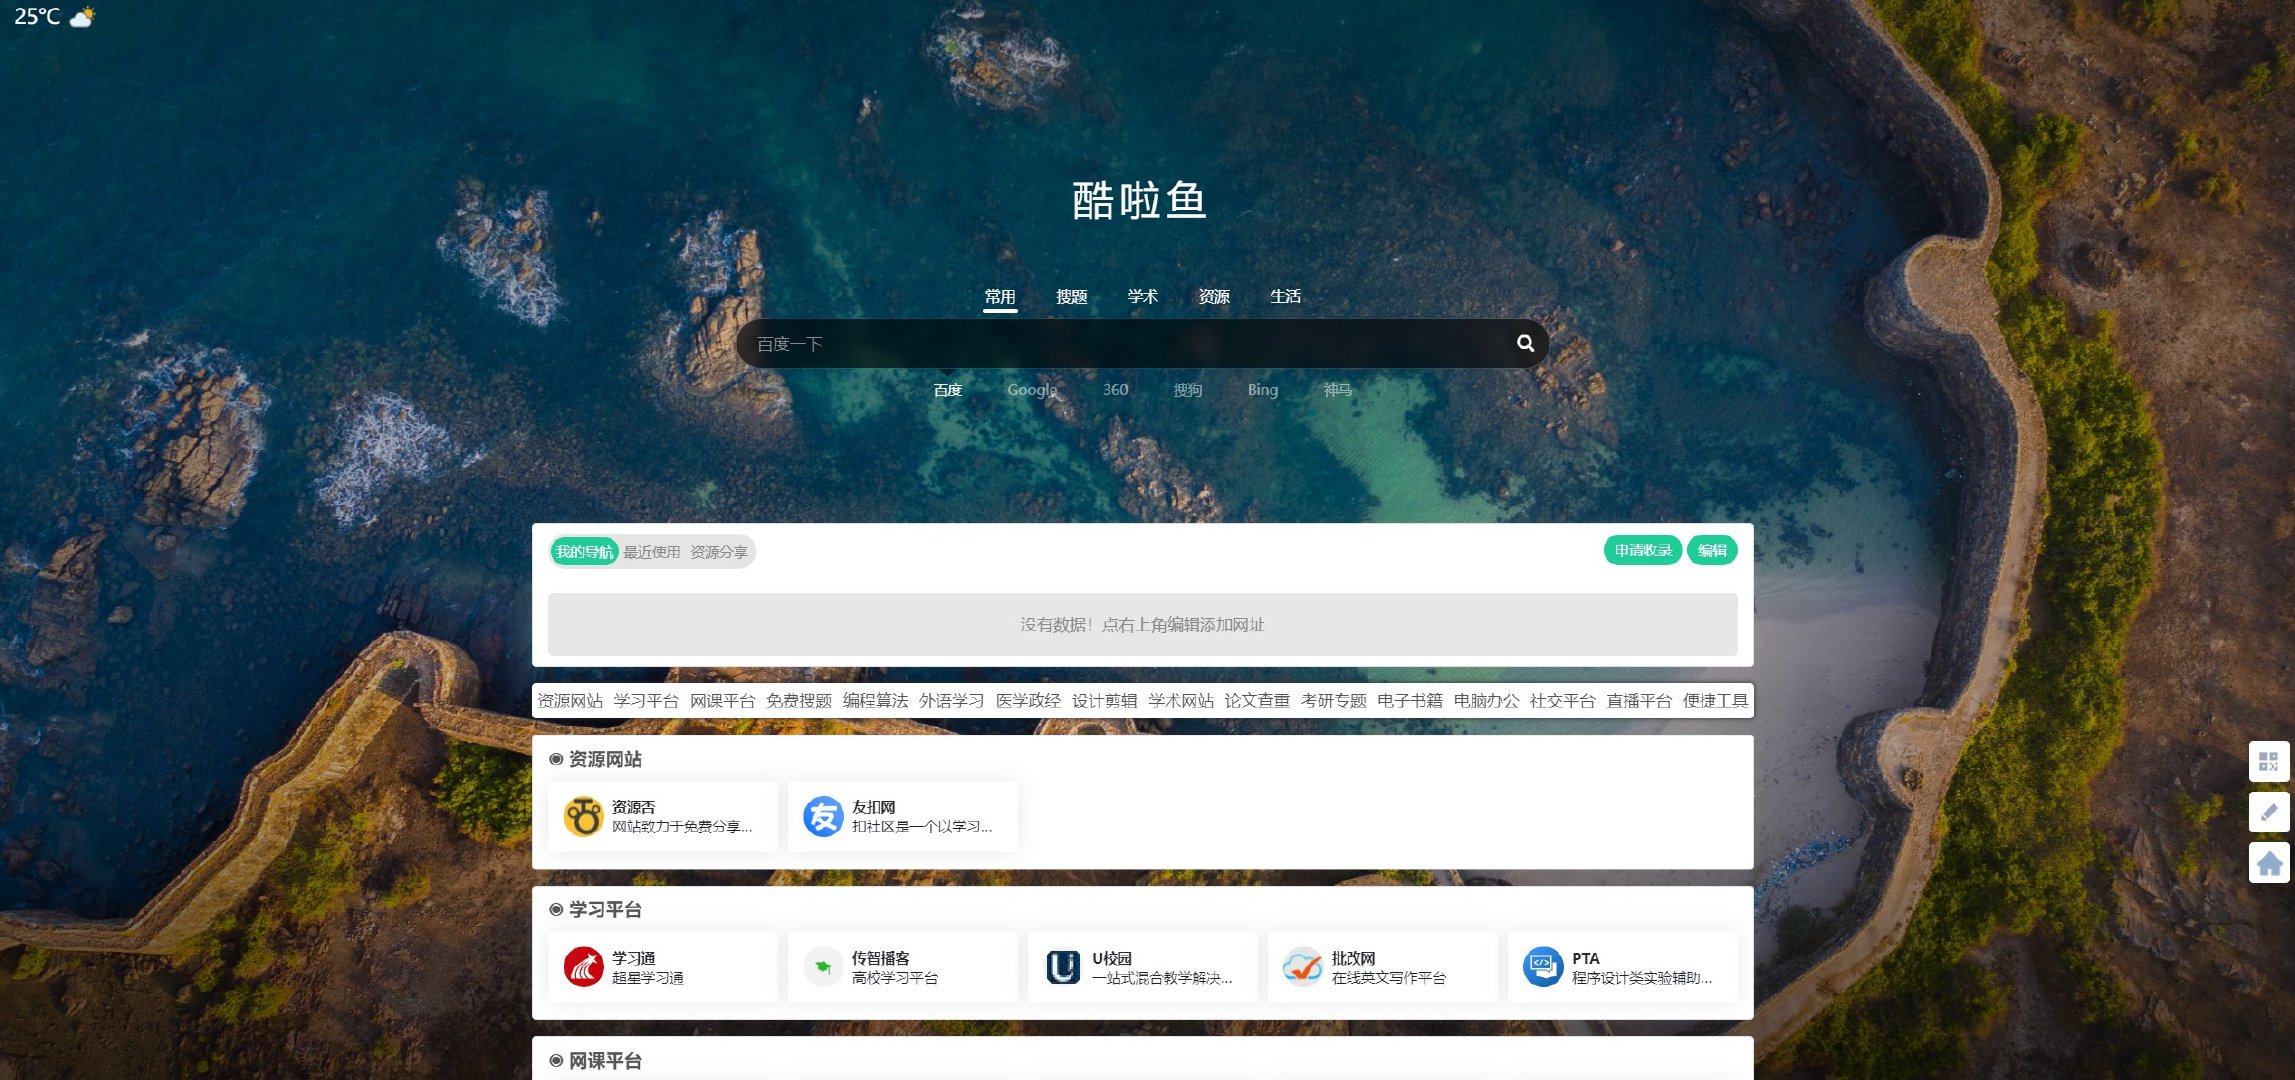 25℃
酷啦鱼
常用 搜题 学术 资源 生活
百度一下
百度 Google 360 搜狗 Bing 神马
我的导航 最近使用 资源分享 申请收录 编辑
没有数据！点右上角编辑添加网址
资源网站 学习平台 网课平台 免费搜题 编程算法 外语学习 医学政经 设计剪辑 学术网站 论文查重 考研专题 电子书籍 电脑办公 社交平台 直播平台 便捷工具
资源网站
资源否
网站致力于免费分享...
友扣网
扣社区是一个以学习...
学习平台
学习通
超星学习通
传智播客
高校学习平台
U校园
一站式混合教学解决...
批改网
在线英文写作平台
PTA
程序设计类实验辅助...
网课平台